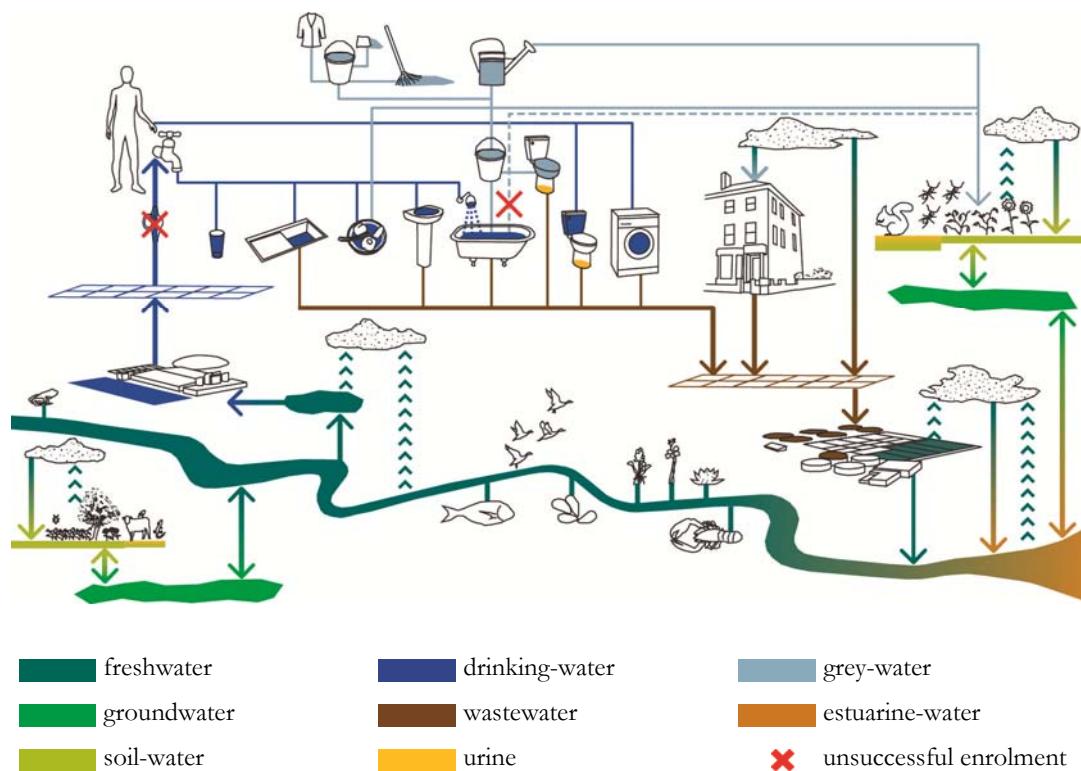 freshwater
drinking-water
grey-water
groundwater
wastewater
estuarine-water
soil-water
urine
unsuccessful enrolment